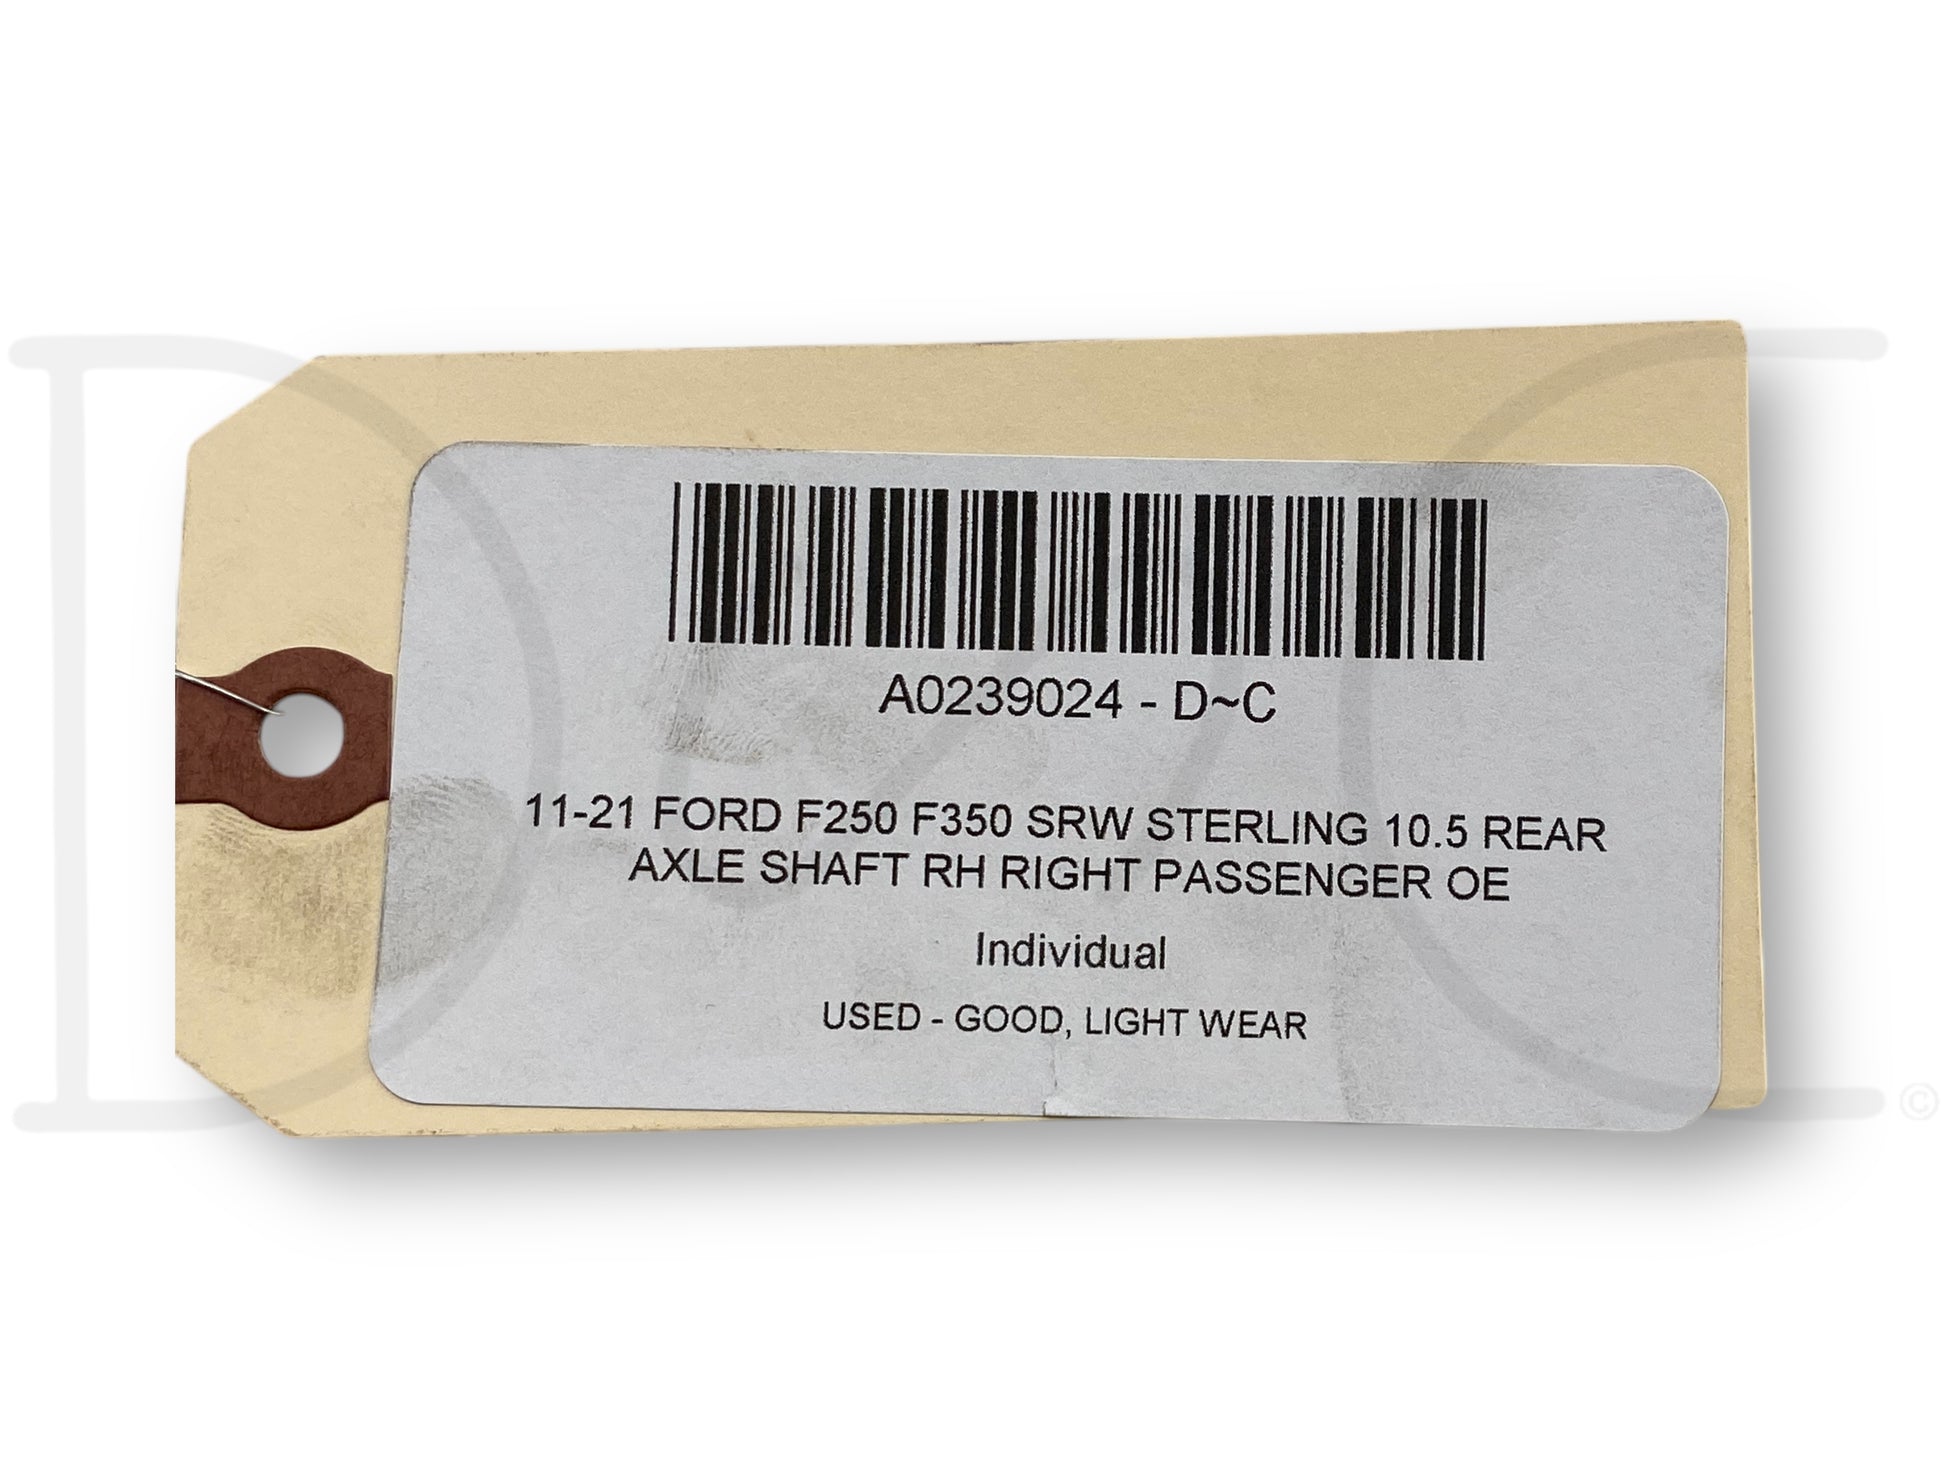 A0239024 - D~C
11-21 FORD F250 F350 SRW STERLING 10.5 REAR
AXLE SHAFT RH RIGHT PASSENGER OE
Individual
USED - GOOD, LIGHT WEAR
D C
©